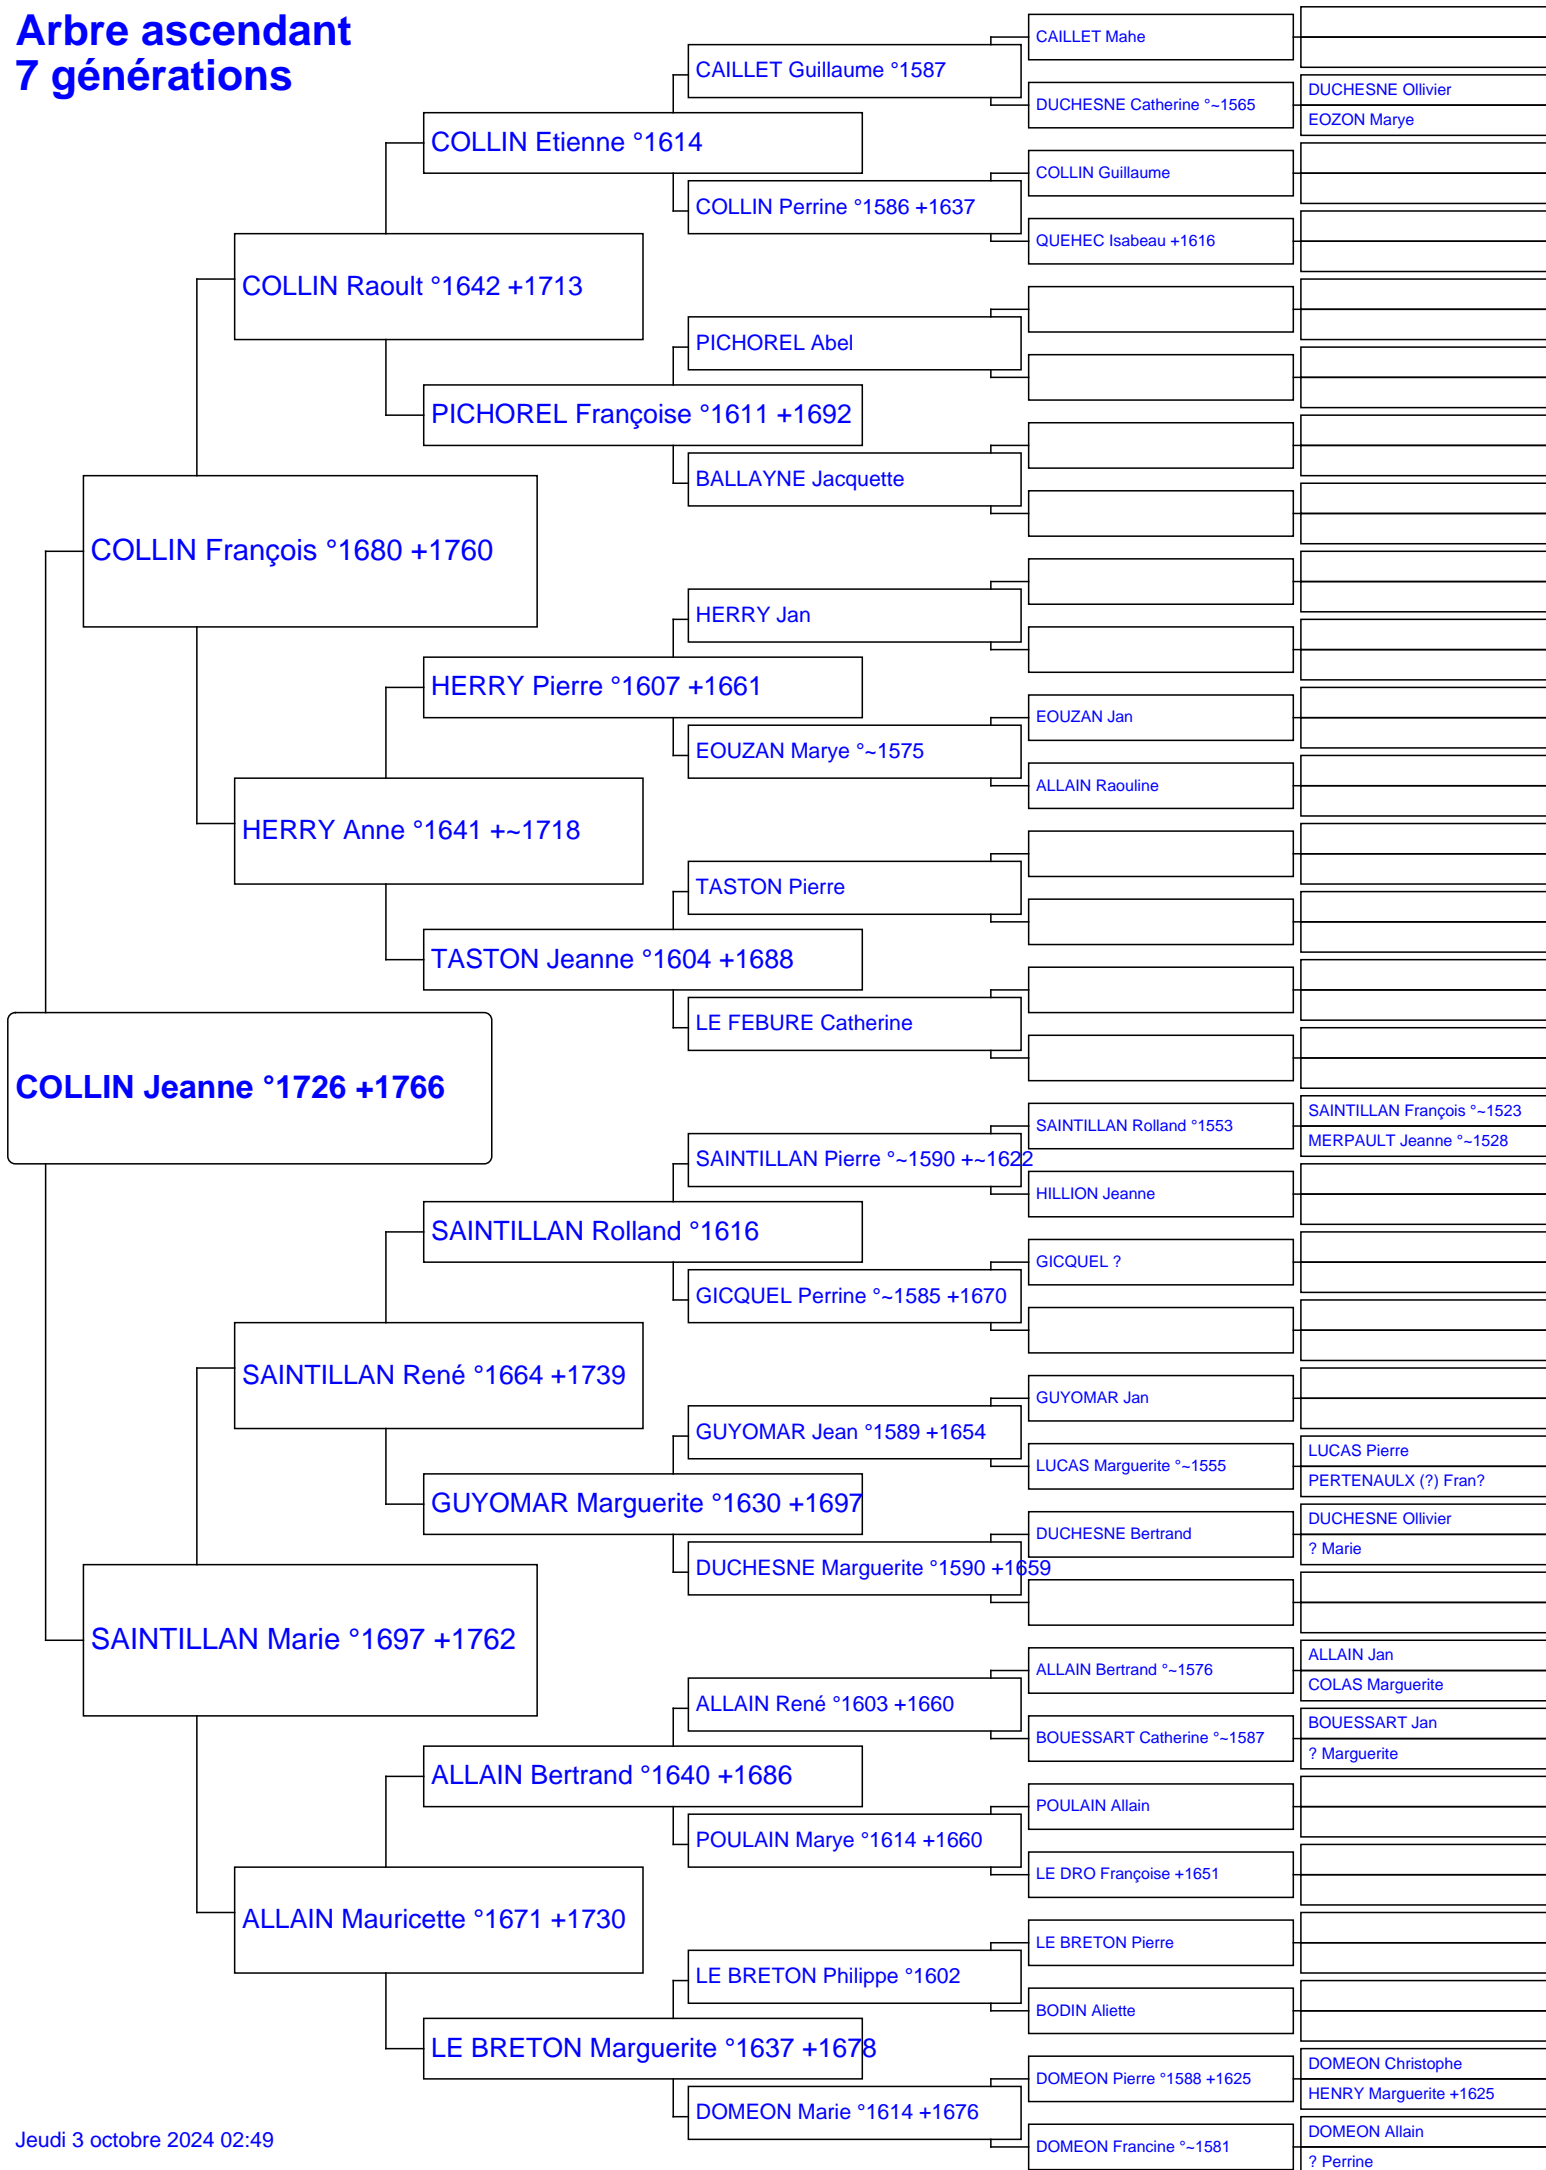 Arbre ascendant
7 générations
COLLIN Jeanne °1726 +1766
COLLIN François °1680 +1760
SAINTILLAN Marie °1697 +1762
COLLIN Raoult °1642 +1713
HERRY Anne °1641 +~1718
SAINTILLAN René °1664 +1739
ALLAIN Mauricette °1671 +1730
COLLIN Etienne °1614
PICHOREL Françoise °1611 +1692
HERRY Pierre °1607 +1661
TASTON Jeanne °1604 +1688
SAINTILLAN Rolland °1616
GUYOMAR Marguerite °1630 +1697
ALLAIN Bertrand °1640 +1686
LE BRETON Marguerite °1637 +1678
CAILLET Guillaume °1587
COLLIN Perrine °1586 +1637
PICHOREL Abel
BALLAYNE Jacquette
HERRY Jan
EOUZAN Marye °~1575
TASTON Pierre
LE FEBURE Catherine
SAINTILLAN Pierre °~1590 +~1622
GICQUEL Perrine °~1585 +1670
GUYOMAR Jean °1589 +1654
DUCHESNE Marguerite °1590 +1659
ALLAIN René °1603 +1660
POULAIN Marye °1614 +1660
LE BRETON Philippe °1602
DOMEON Marie °1614 +1676
CAILLET Mahe
DUCHESNE Catherine °~1565
COLLIN Guillaume
QUEHEC Isabeau +1616
EOUZAN Jan
ALLAIN Raouline
SAINTILLAN Rolland °1553
HILLION Jeanne
GICQUEL ?
GUYOMAR Jan
LUCAS Marguerite °~1555
DUCHESNE Bertrand
ALLAIN Bertrand °~1576
BOUESSART Catherine °~1587
POULAIN Allain
LE DRO Françoise +1651
LE BRETON Pierre
BODIN Aliette
DOMEON Pierre °1588 +1625
DOMEON Francine °~1581
DUCHESNE Ollivier
EOZON Marye
SAINTILLAN François °~1523
MERPAULT Jeanne °~1528
LUCAS Pierre
PERTENAULX (?) Fran?
DUCHESNE Ollivier
? Marie
ALLAIN Jan
COLAS Marguerite
BOUESSART Jan
? Marguerite
DOMEON Christophe
HENRY Marguerite +1625
DOMEON Allain
? Perrine
Jeudi 3 octobre 2024 02:49